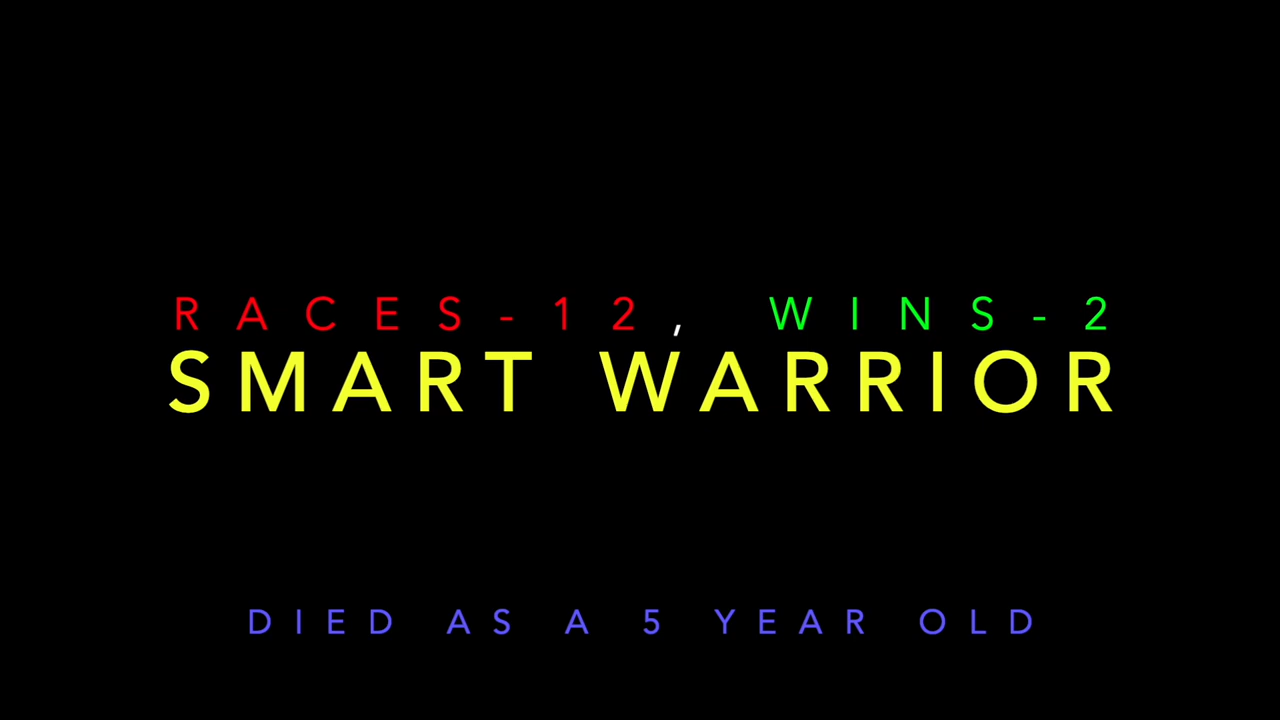 RACES-12, WINS-2
SMART WARRIOR
DIED AS A 5 YEAR OLD